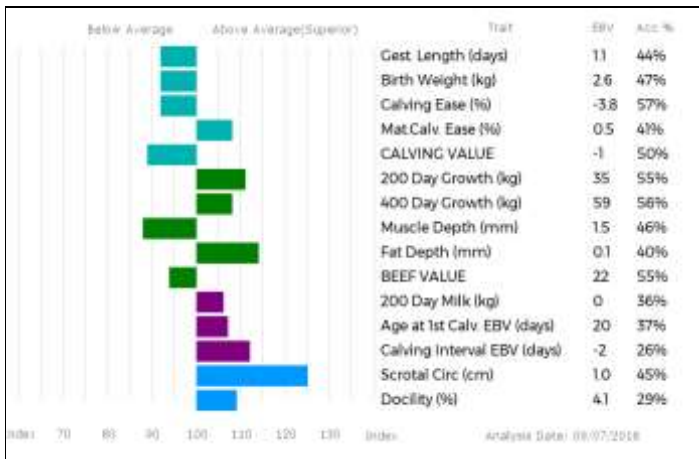 Below Average Above Average(Superior) Trait EBV Acc %
Gest. Length (days) 1.1 44%
Birth Weight (kg) 2.6 47%
Calving Ease (%) -3.8 57%
Mat.Calv. Ease (%) 0.5 41%
CALVING VALUE -1 50%
200 Day Growth (kg) 35 55%
400 Day Growth (kg) 59 56%
Muscle Depth (mm) 1.5 46%
Fat Depth (mm) 0.1 40%
BEEF VALUE 22 55%
200 Day Milk (kg) 0 36%
Age at 1st Calv. EBV (days) 20 37%
Calving Interval EBV (days) -2 26%
Scrotal Circ (cm) 1.0 45%
Docility (%) 4.1 29%
Index 70 80 90 100 110 120 130 Index Analysis Date: